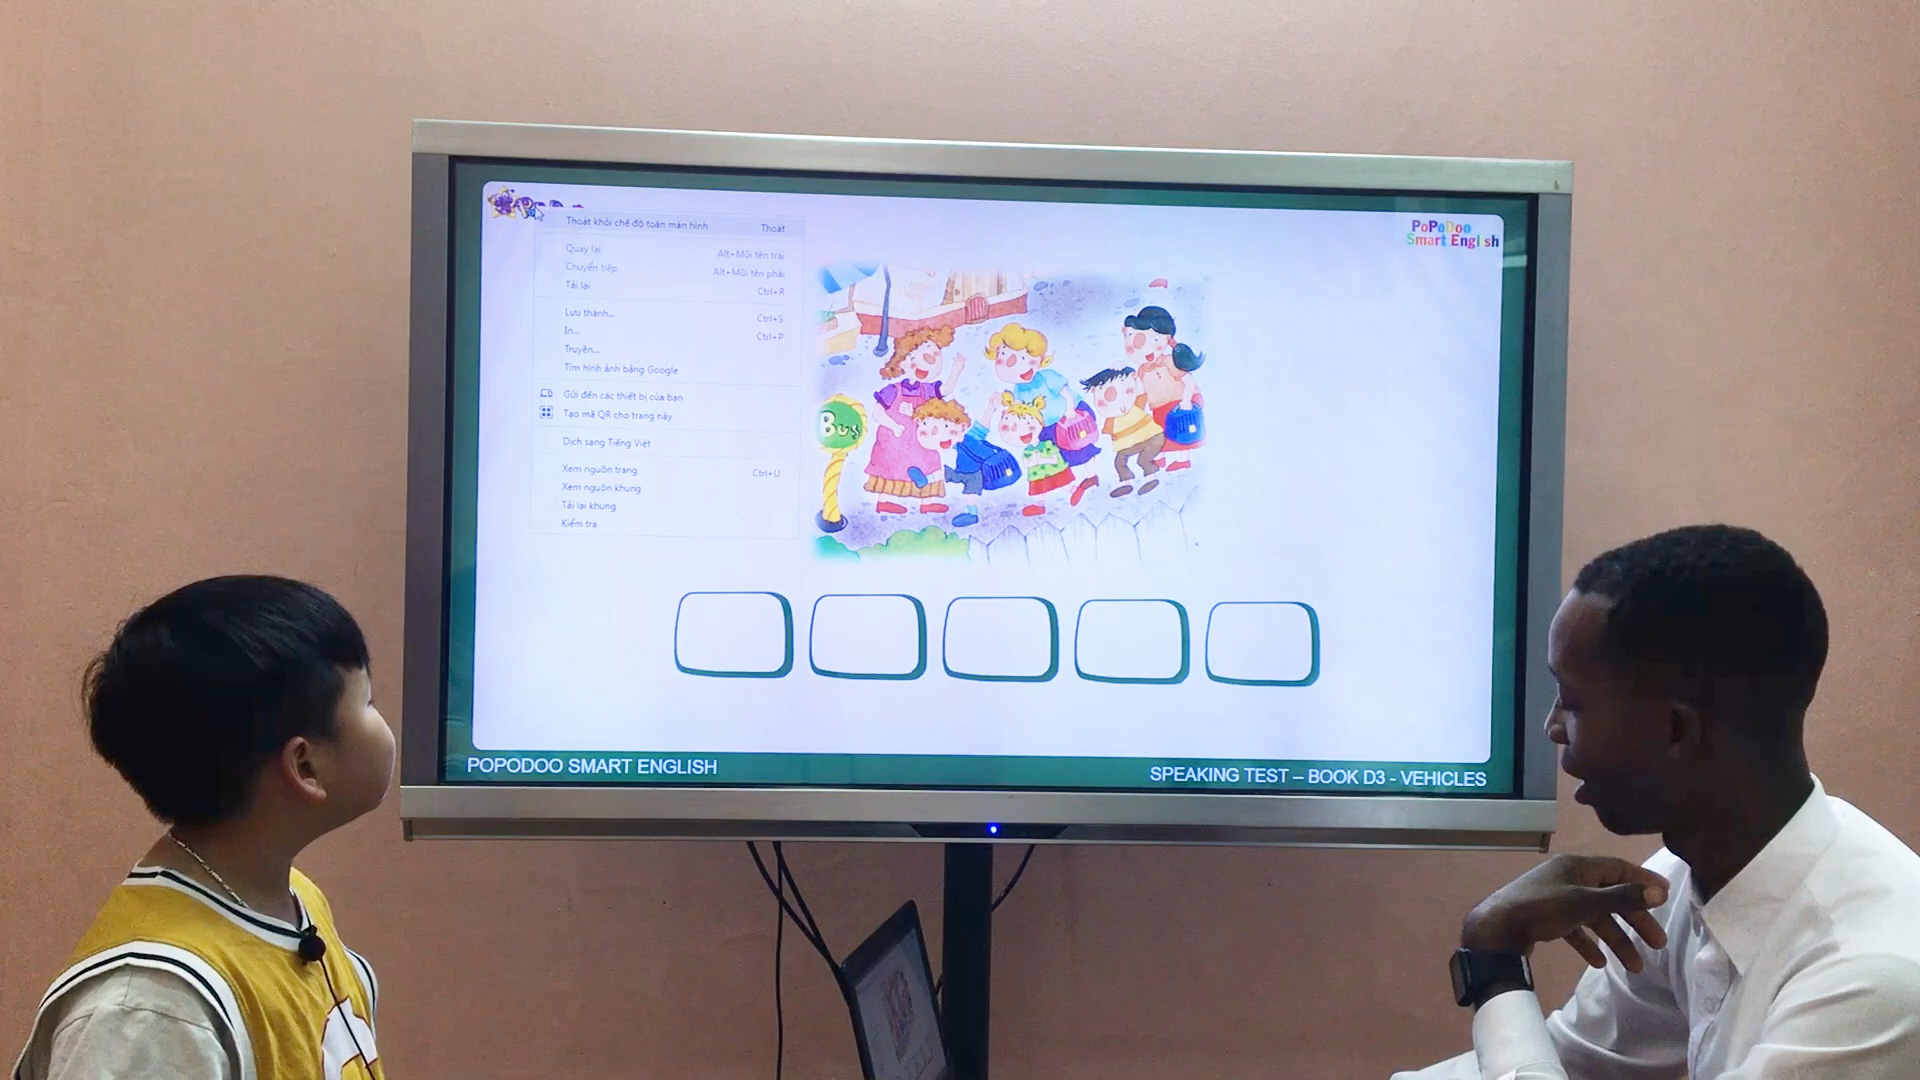 PoPoDoo
Smart Engl sh
Thoát khỏi chế độ toàn màn hình Thoát
Quay lại Alt+Mũi tên trái
Chuyển tiếp Alt+Mũi tên phải
Tải lại Ctrl+R
Lưu thành... Ctrl+S
In... Ctrl+P
Truyền...
Tìm hình ảnh bằng Google
Gửi đến các thiết bị của bạn
Tạo mã QR cho trang này
Dịch sang Tiếng Việt
Xem nguồn trang Ctrl+U
Xem nguồn khung
Tải lại khung
Kiểm tra
Bus
POPODOO SMART ENGLISH
SPEAKING TEST – BOOK D3 - VEHICLES